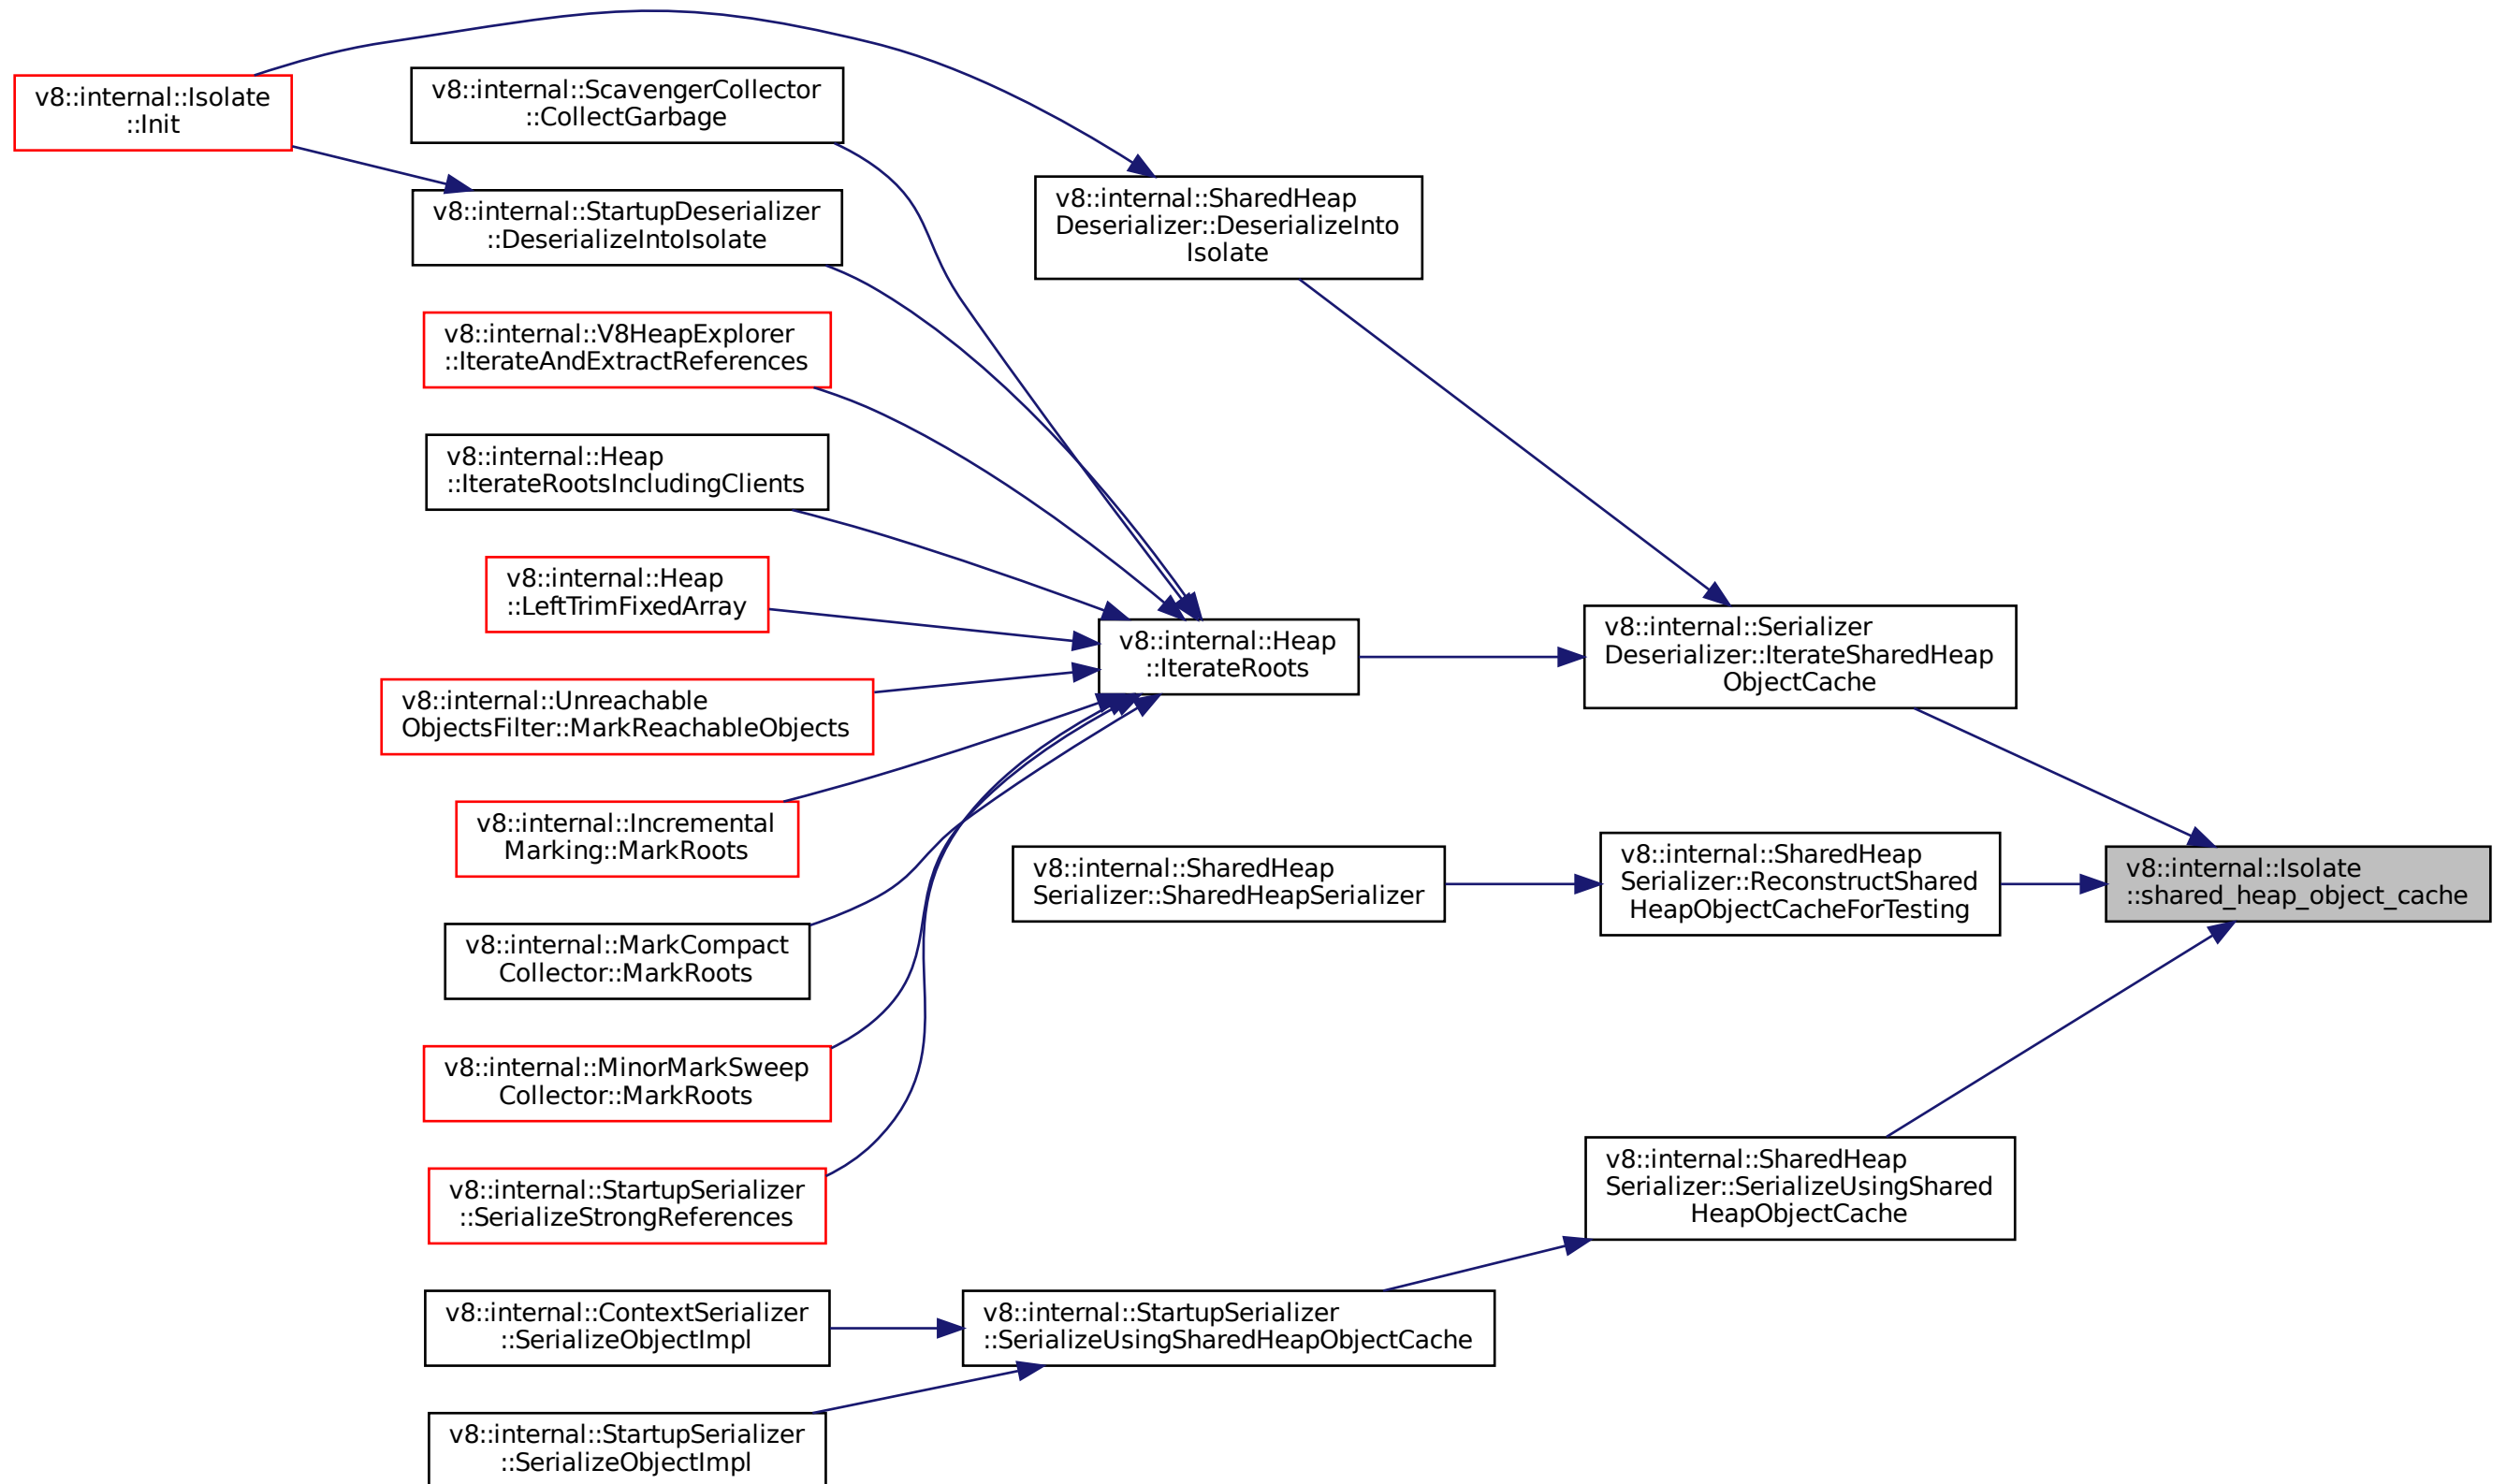 v8::internal::Isolate
::Init
v8::internal::ScavengerCollector
::CollectGarbage
v8::internal::StartupDeserializer
::DeserializeIntoIsolate
v8::internal::V8HeapExplorer
::IterateAndExtractReferences
v8::internal::Heap
::IterateRootsIncludingClients
v8::internal::Heap
::LeftTrimFixedArray
v8::internal::Unreachable
ObjectsFilter::MarkReachableObjects
v8::internal::Incremental
Marking::MarkRoots
v8::internal::MarkCompact
Collector::MarkRoots
v8::internal::MinorMarkSweep
Collector::MarkRoots
v8::internal::StartupSerializer
::SerializeStrongReferences
v8::internal::ContextSerializer
::SerializeObjectImpl
v8::internal::StartupSerializer
::SerializeObjectImpl
v8::internal::SharedHeap
Deserializer::DeserializeInto
Isolate
v8::internal::Heap
::IterateRoots
v8::internal::SharedHeap
Serializer::SharedHeapSerializer
v8::internal::StartupSerializer
::SerializeUsingSharedHeapObjectCache
v8::internal::Serializer
Deserializer::IterateSharedHeap
ObjectCache
v8::internal::SharedHeap
Serializer::ReconstructShared
HeapObjectCacheForTesting
v8::internal::SharedHeap
Serializer::SerializeUsingShared
HeapObjectCache
v8::internal::Isolate
::shared_heap_object_cache